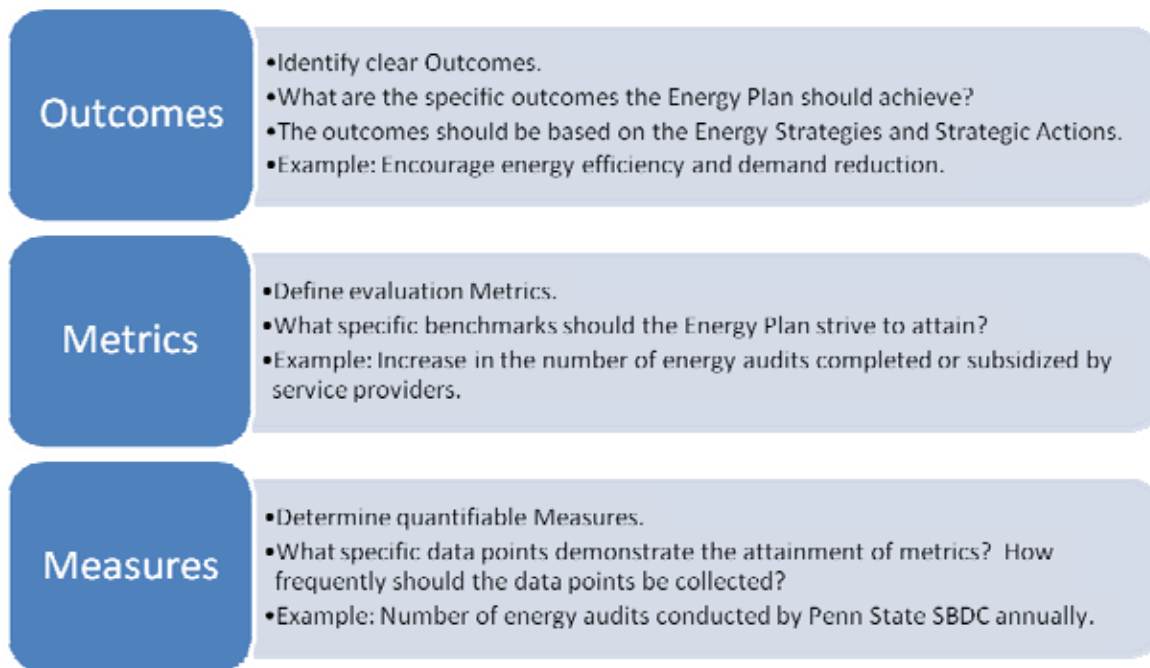 Outcomes
•Identify clear Outcomes.
•What are the specific outcomes the Energy Plan should achieve?
•The outcomes should be based on the Energy Strategies and Strategic Actions.
•Example: Encourage energy efficiency and demand reduction.
Metrics
•Define evaluation Metrics.
•What specific benchmarks should the Energy Plan strive to attain?
•Example: Increase in the number of energy audits completed or subsidized by
service providers.
Measures
•Determine quantifiable Measures.
•What specific data points demonstrate the attainment of metrics?  How
frequently should the data points be collected?
•Example: Number of energy audits conducted by Penn State SBDC annually.